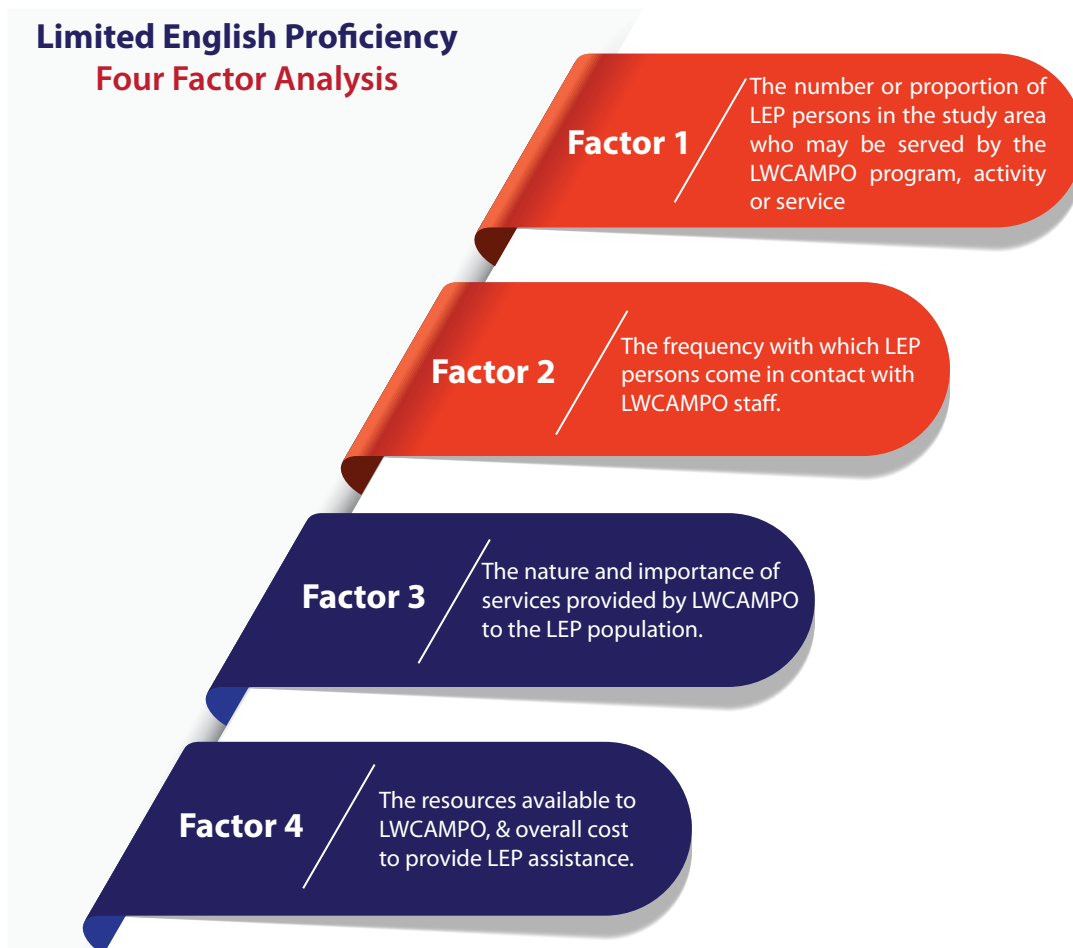 Limited English Proficiency
Four Factor Analysis
Factor 1
The number or proportion of
LEP persons in the study area
who may be served by the
LWCAMPO program, activity
or service
Factor 2
The frequency with which LEP
persons come in contact with
LWCAMPO staff.
Factor 3
The nature and importance of
services provided by LWCAMPO
to the LEP population.
Factor 4
The resources available to
LWCAMPO, & overall cost
to provide LEP assistance.